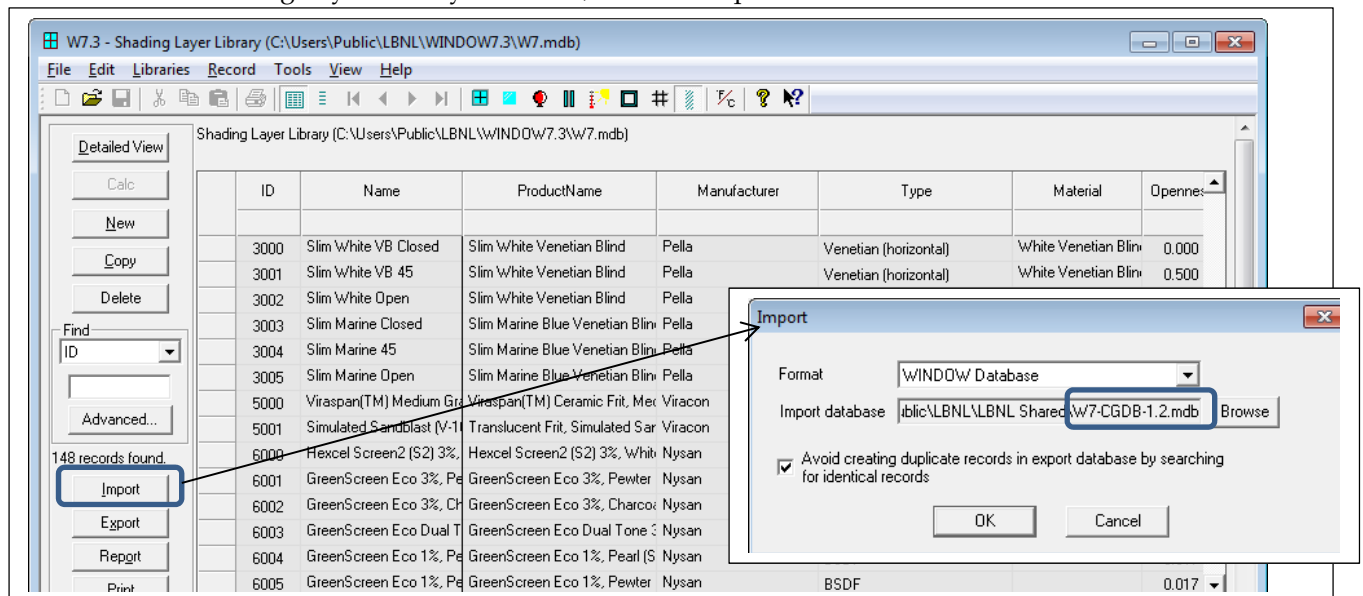 W7.3 - Shading Layer Library (C:\Users\Public\LBNL\WINDOW7.3\W7.mdb)
File Edit Libraries Record Tools View Help
Shading Layer Library (C:\Users\Public\LBNL\WINDOW7.3\W7.mdb)
Detailed View
Calc
New
Copy
Delete
Find
ID
Advanced...
148 records found.
Import
Export
Report
Print
ID Name ProductName Manufacturer Type Material Opennes
3000 Slim White VB Closed Slim White Venetian Blind Pella Venetian (horizontal) White Venetian Blin 0.000
3001 Slim White VB 45 Slim White Venetian Blind Pella Venetian (horizontal) White Venetian Blin 0.500
3002 Slim White Open Slim White Venetian Blind Pella
3003 Slim Marine Closed Slim Marine Blue Venetian Blin Pella
3004 Slim Marine 45 Slim Marine Blue Venetian Blin Pella
3005 Slim Marine Open Slim Marine Blue Venetian Blin Pella
5000 Viraspan(TM) Medium Gra Viraspan(TM) Ceramic Frit, Med Viracon
5001 Simulated Sandblast (V-10 Translucent Frit, Simulated Sar Viracon
6000 Hexcel Screen2 (S2) 3%, Hexcel Screen2 (S2) 3%, White Nysan
6001 GreenScreen Eco 3%, Pe GreenScreen Eco 3%, Pewter Nysan
6002 GreenScreen Eco 3%, Ch GreenScreen Eco 3%, Charcoa Nysan
6003 GreenScreen Eco Dual T GreenScreen Eco Dual Tone 3 Nysan
6004 GreenScreen Eco 1%, Pe GreenScreen Eco 1%, Pearl (S Nysan
6005 GreenScreen Eco 1%, Pe GreenScreen Eco 1%, Pewter Nysan BSDF 0.017
Import
Format WINDOW Database
Import database ublic\LBNL\LBNL Shared\W7-CGDB-1.2.mdb Browse
Avoid creating duplicate records in export database by searching
for identical records
OK Cancel